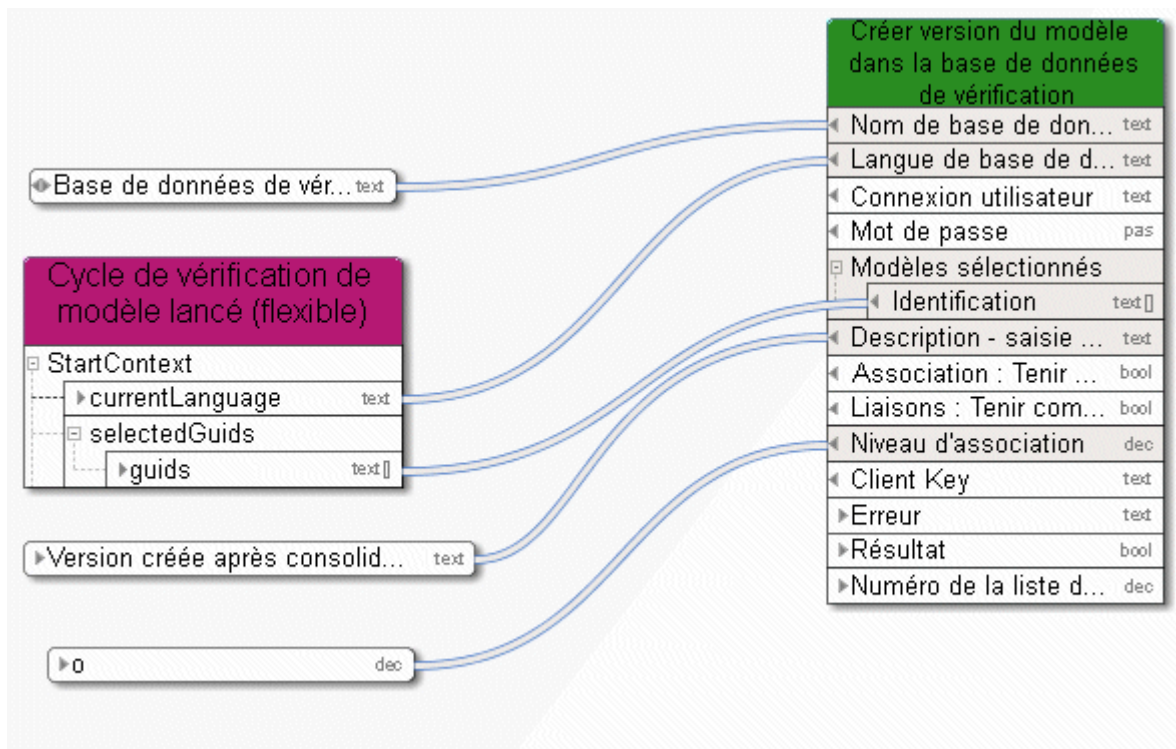 Base de données de vér... text
Cycle de vérification de
modèle lancé (flexible)
StartContext
currentLanguage text
selectedGuids
guids text[]
Version créée après consolid... text
0 dec
Créer version du modèle
dans la base de données
de vérification
Nom de base de don... text
Langue de base de d... text
Connexion utilisateur text
Mot de passe pas
Modèles sélectionnés
Identification text[]
Description - saisie ... text
Association : Tenir ... bool
Liaisons : Tenir com... bool
Niveau d'association dec
Client Key text
Erreur text
Résultat bool
Numéro de la liste d... dec